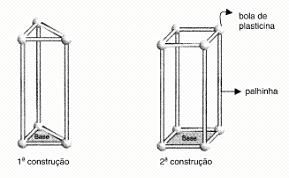 bola de
plasticina
palhinha
Base
Base
1ª construção
2ª construção